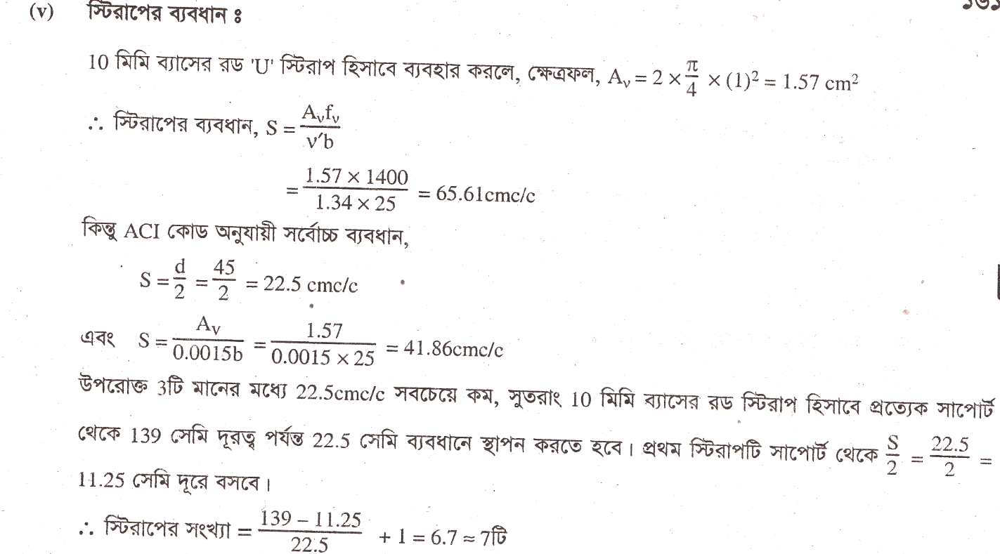 (v) স্টিরাপের ব্যবধান ঃ
10 মিমি ব্যাসের রড 'U' স্টিরাপ হিসাবে ব্যবহার করলে, ক্ষেত্রফল, Aᵥ = 2 × π/4 × (1)² = 1.57 cm²
∴ স্টিরাপের ব্যবধান, S = Aᵥfᵥ/v′b
= 1.57 × 1400/1.34 × 25 = 65.61cmc/c
কিন্তু ACI কোড অনুযায়ী সর্বোচ্চ ব্যবধান,
S = d/2 = 45/2 = 22.5 cmc/c
এবং S = Aᵥ/0.0015b = 1.57/0.0015 × 25 = 41.86cmc/c
উপরোক্ত 3টি মানের মধ্যে 22.5cmc/c সবচেয়ে কম, সুতরাং 10 মিমি ব্যাসের রড স্টিরাপ হিসাবে প্রত্যেক সাপোর্ট
থেকে 139 সেমি দূরত্ব পর্যন্ত 22.5 সেমি ব্যবধানে স্থাপন করতে হবে। প্রথম স্টিরাপটি সাপোর্ট থেকে S/2 = 22.5/2 =
11.25 সেমি দূরে বসবে।
∴ স্টিরাপের সংখ্যা = 139 – 11.25/22.5 + 1 = 6.7 ≈ 7টি